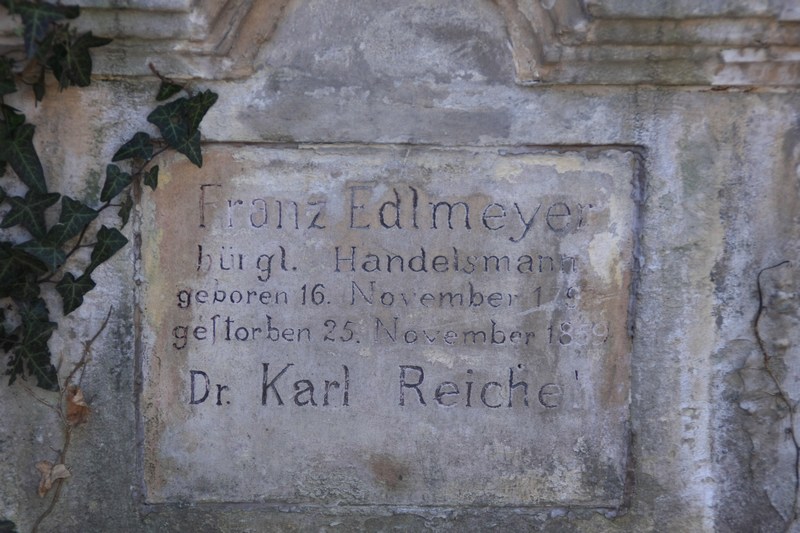 Franz Edlmeyer
bürgl. Handelsmann
geboren 16. November
geſtorben 25. November
Dr. Karl Reichel